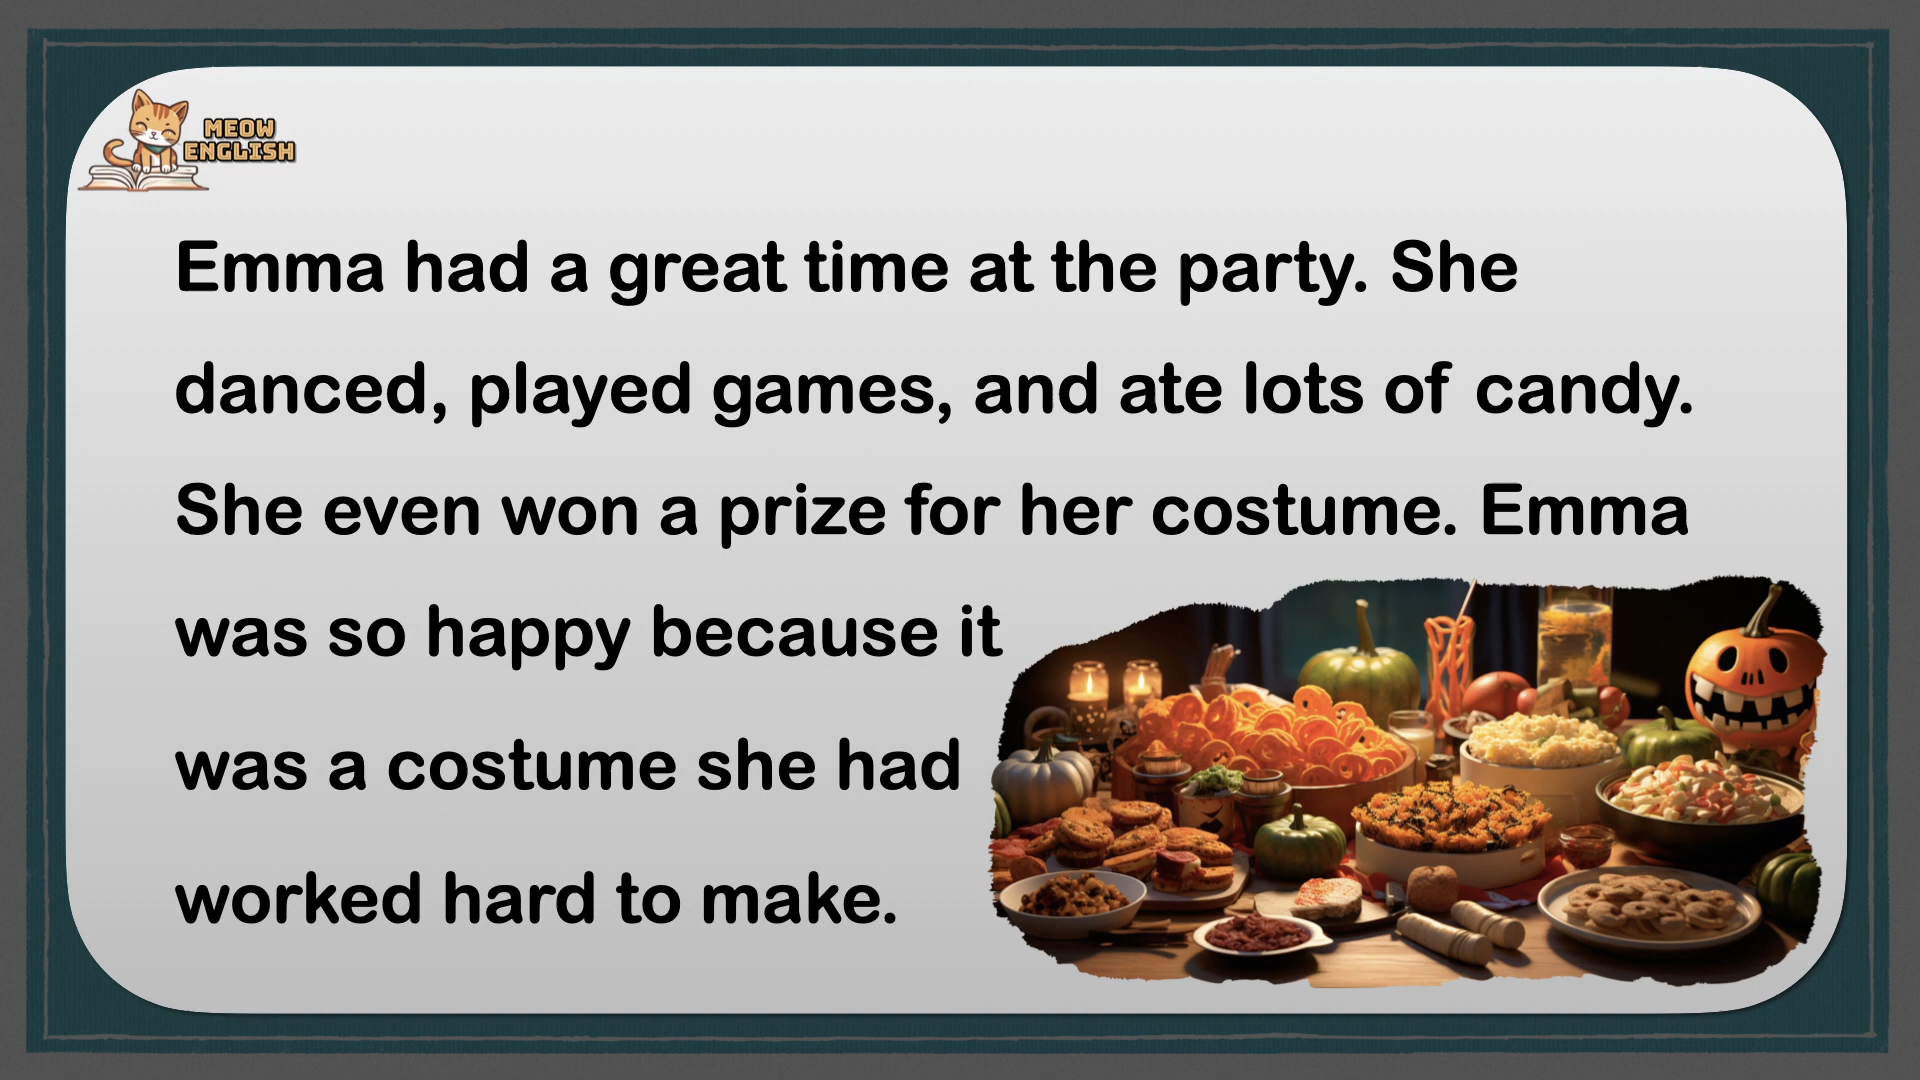 MEOW
ENGLISH
Emma had a great time at the party. She
danced, played games, and ate lots of candy.
She even won a prize for her costume. Emma
was so happy because it
was a costume she had
worked hard to make.